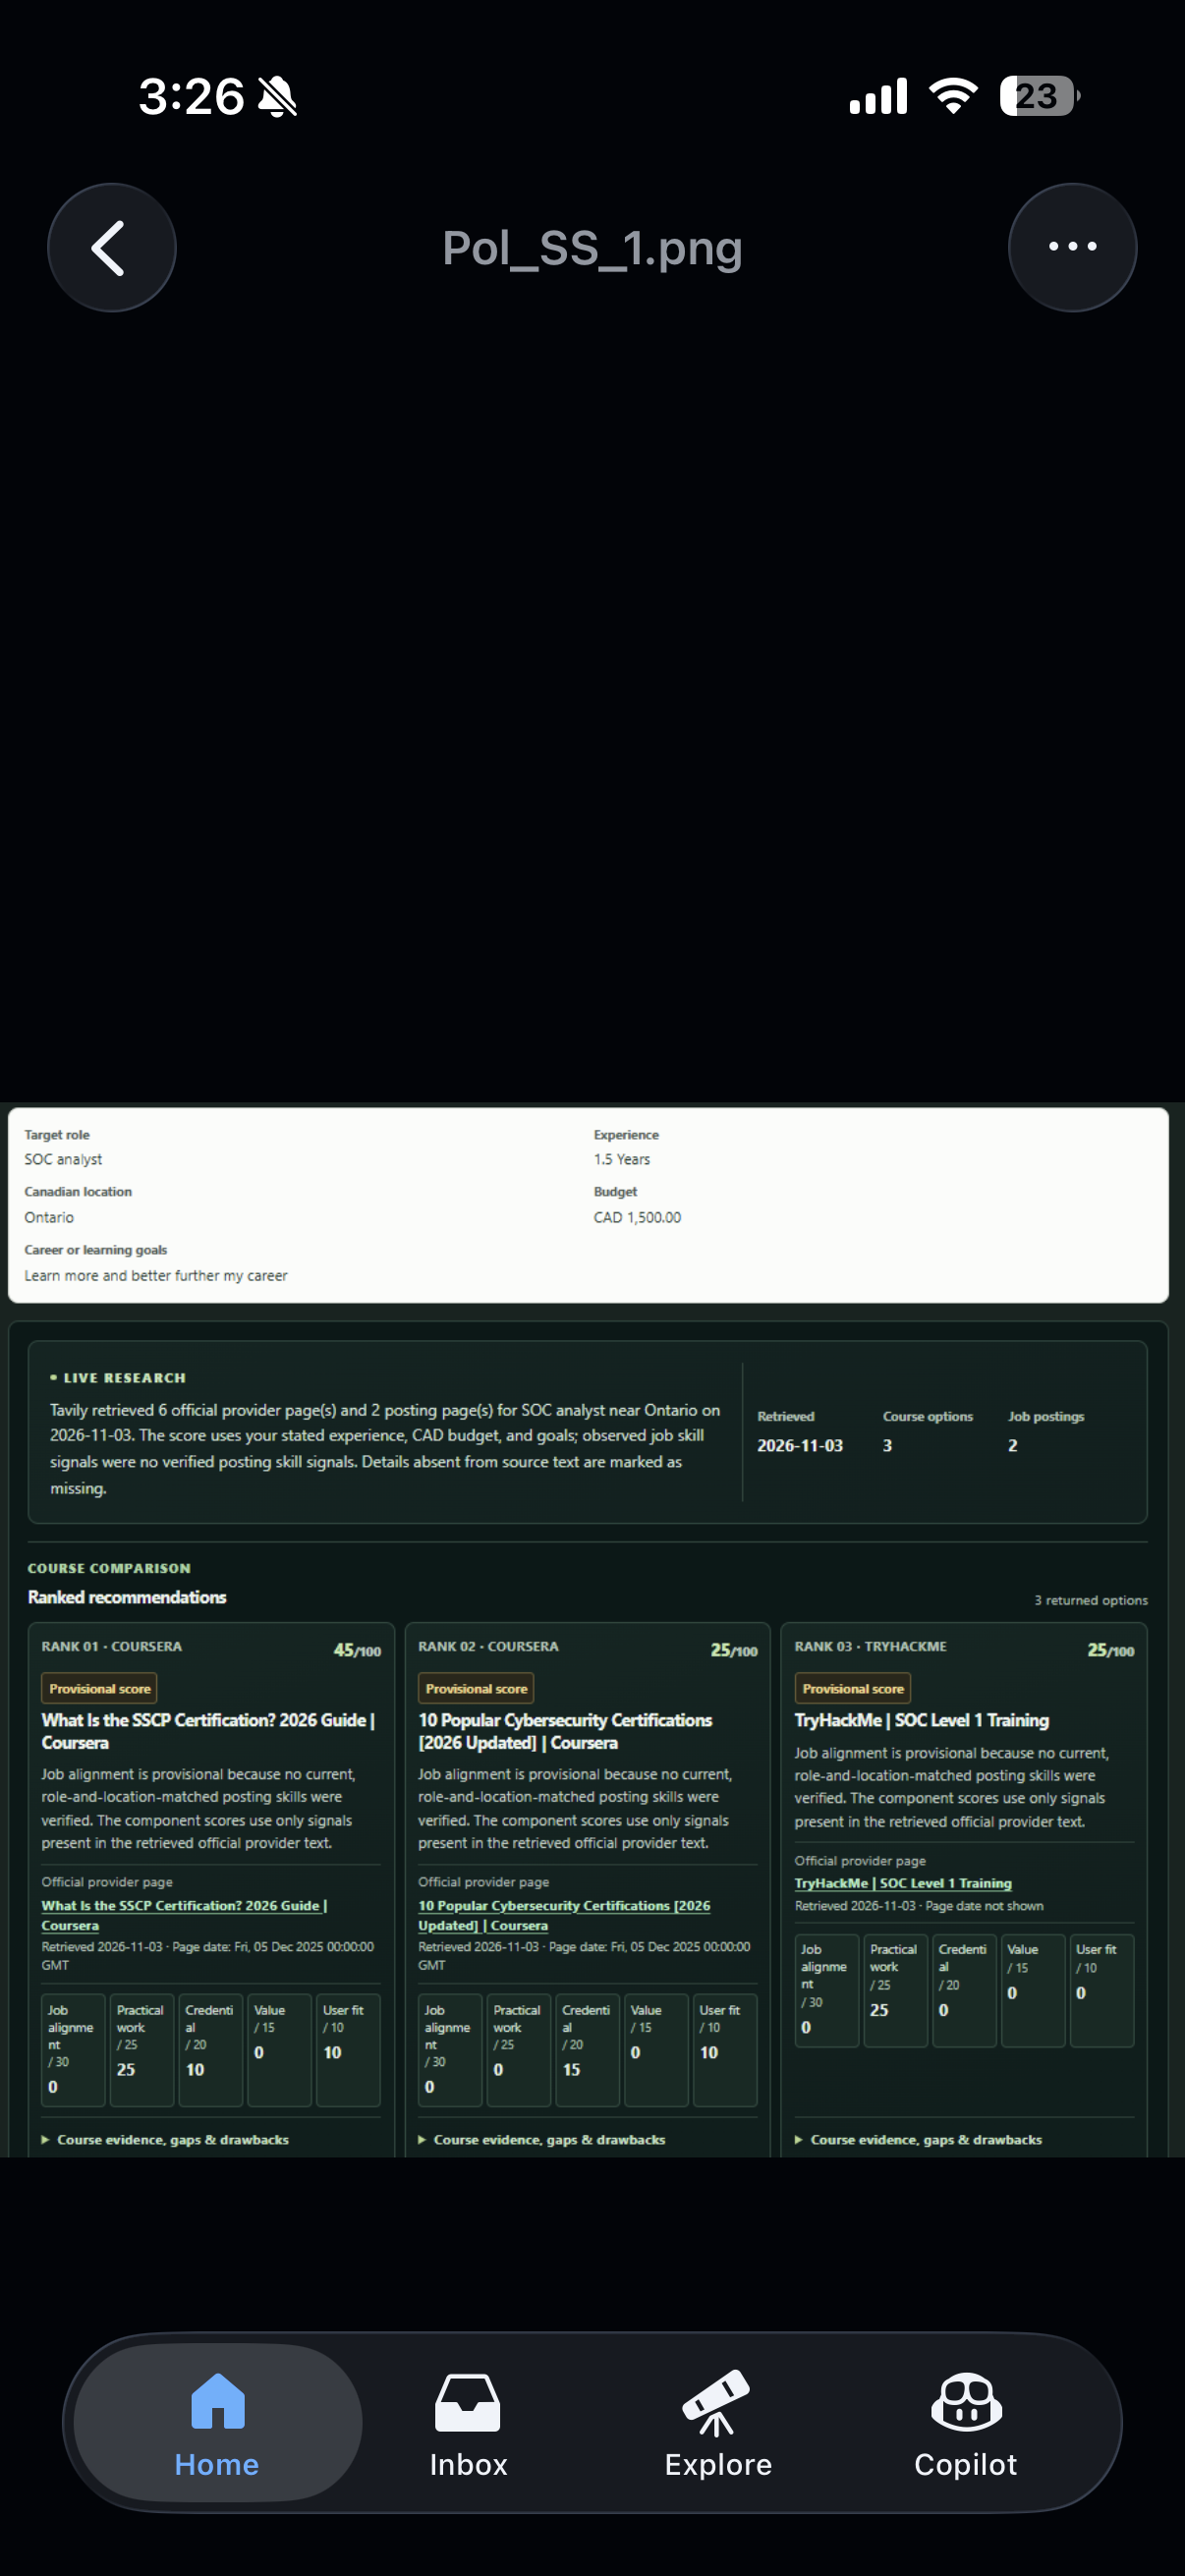 3:26
23
Pol_SS_1.png
Target role
SOC analyst
Experience
1.5 Years
Canadian location
Ontario
Budget
CAD 1,500.00
Career or learning goals
Learn more and better further my career
• LIVE RESEARCH
Tavily retrieved 6 official provider page(s) and 2 posting page(s) for SOC analyst near Ontario on
2026-11-03. The score uses your stated experience, CAD budget, and goals; observed job skill
signals were no verified posting skill signals. Details absent from source text are marked as
missing.
Retrieved
2026-11-03
Course options
3
Job postings
2
COURSE COMPARISON
Ranked recommendations
3 returned options
RANK 01 · COURSERA
45/100
Provisional score
What Is the SSCP Certification? 2026 Guide |
Coursera
Job alignment is provisional because no current,
role-and-location-matched posting skills were
verified. The component scores use only signals
present in the retrieved official provider text.
Official provider page
What Is the SSCP Certification? 2026 Guide |
Coursera
Retrieved 2026-11-03 · Page date: Fri, 05 Dec 2025 00:00:00
GMT
Job
alignme
nt
/ 30
0
Practical
work
/ 25
25
Credenti
al
/ 20
10
Value
/ 15
0
User fit
/ 10
10
Course evidence, gaps & drawbacks
RANK 02 · COURSERA
25/100
Provisional score
10 Popular Cybersecurity Certifications
[2026 Updated] | Coursera
Job alignment is provisional because no current,
role-and-location-matched posting skills were
verified. The component scores use only signals
present in the retrieved official provider text.
Official provider page
10 Popular Cybersecurity Certifications [2026
Updated] | Coursera
Retrieved 2026-11-03 · Page date: Fri, 05 Dec 2025 00:00:00
GMT
Job
alignme
nt
/ 30
0
Practical
work
/ 25
0
Credenti
al
/ 20
15
Value
/ 15
0
User fit
/ 10
10
Course evidence, gaps & drawbacks
RANK 03 · TRYHACKME
25/100
Provisional score
TryHackMe | SOC Level 1 Training
Job alignment is provisional because no current,
role-and-location-matched posting skills were
verified. The component scores use only signals
present in the retrieved official provider text.
Official provider page
TryHackMe | SOC Level 1 Training
Retrieved 2026-11-03 · Page date not shown
Job
alignme
nt
/ 30
0
Practical
work
/ 25
25
Credenti
al
/ 20
0
Value
/ 15
0
User fit
/ 10
0
Course evidence, gaps & drawbacks
Home
Inbox
Explore
Copilot